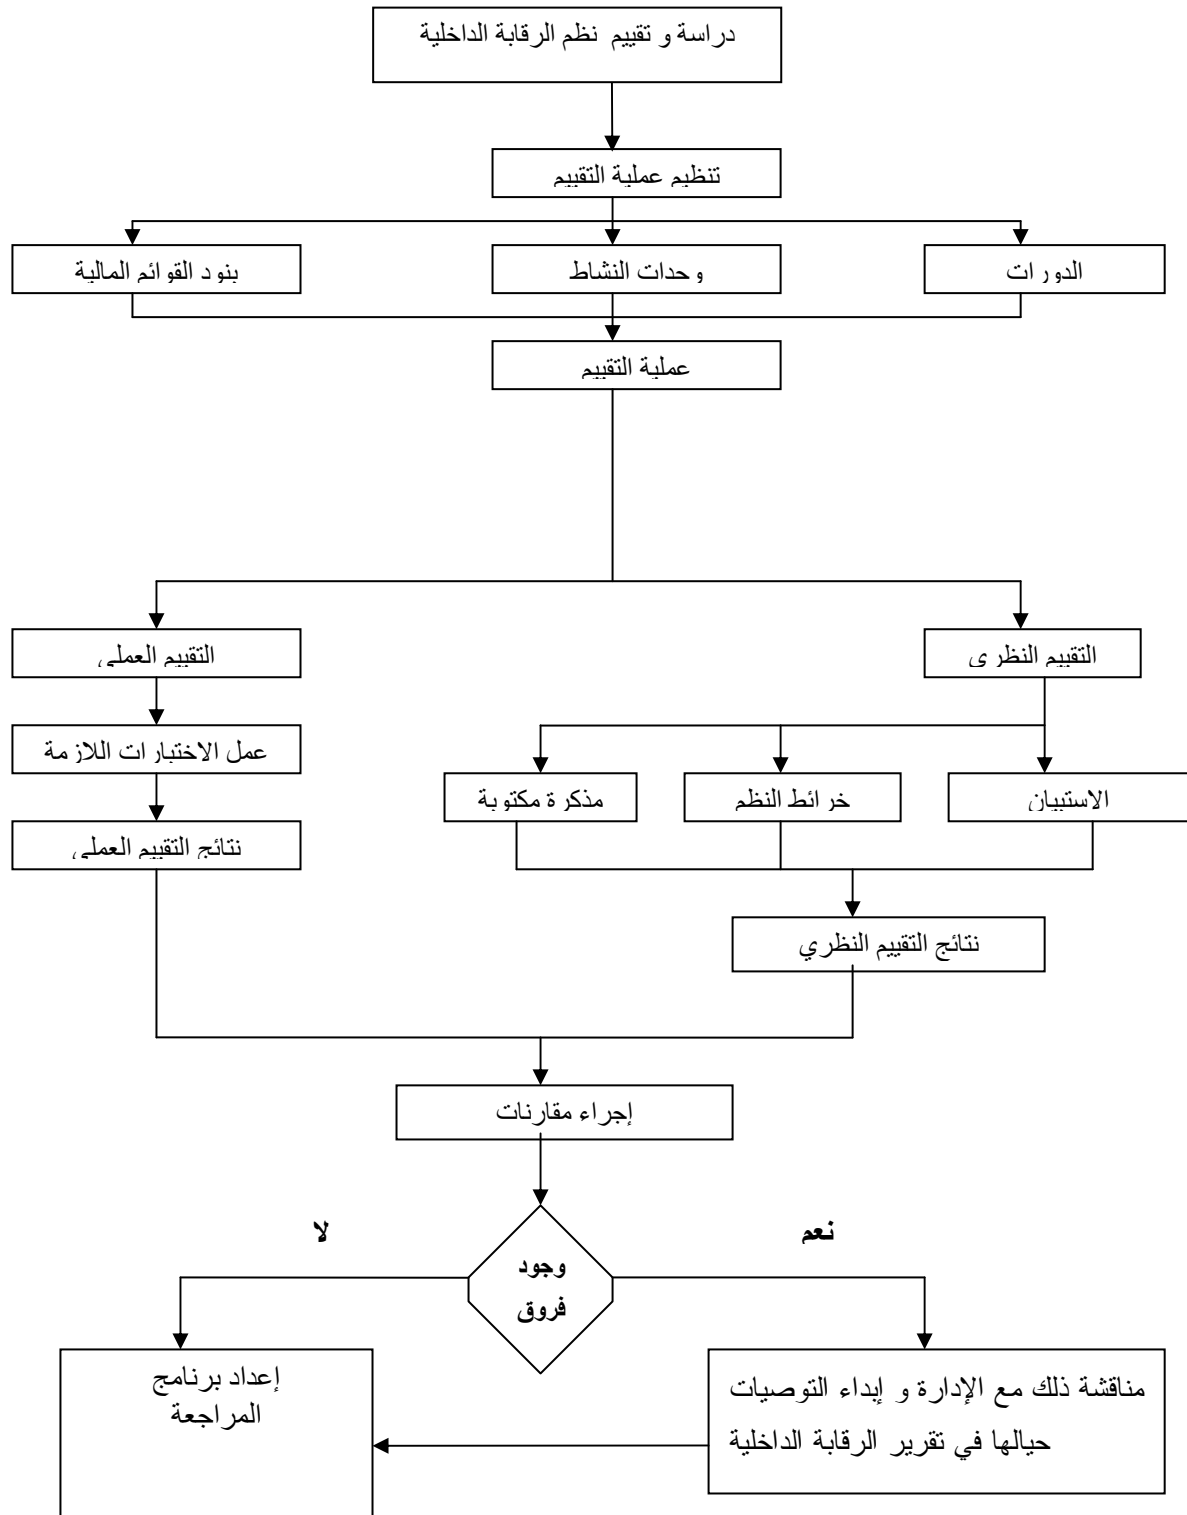 دراسة و تقييم نظم الرقابة الداخلية
تنظيم عملية التقييم
الدورات
وحدات النشاط
بنود القوائم المالية
عملية التقييم
التقييم النظري
التقييم العملي
عمل الاختبارات اللازمة
الاستبيان
خرائط النظم
مذكرة مكتوبة
نتائج التقييم العملي
نتائج التقييم النظري
إجراء مقارنات
نعم
لا
وجود
فروق
مناقشة ذلك مع الإدارة و إبداء التوصيات
حيالها في تقرير الرقابة الداخلية
إعداد برنامج
المراجعة